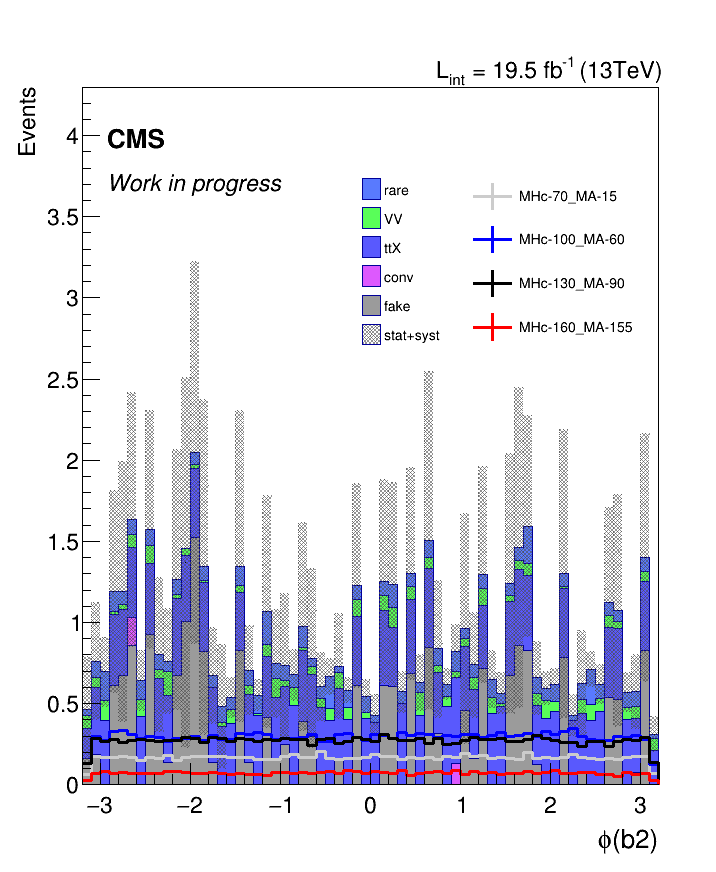 L_int = 19.5 fb^-1 (13TeV)
Events
CMS
Work in progress
rare
VV
ttX
conv
fake
stat+syst
MHc-70_MA-15
MHc-100_MA-60
MHc-130_MA-90
MHc-160_MA-155
4
3.5
3
2.5
2
1.5
1
0.5
0
−3 −2 −1 0 1 2 3
ϕ(b2)